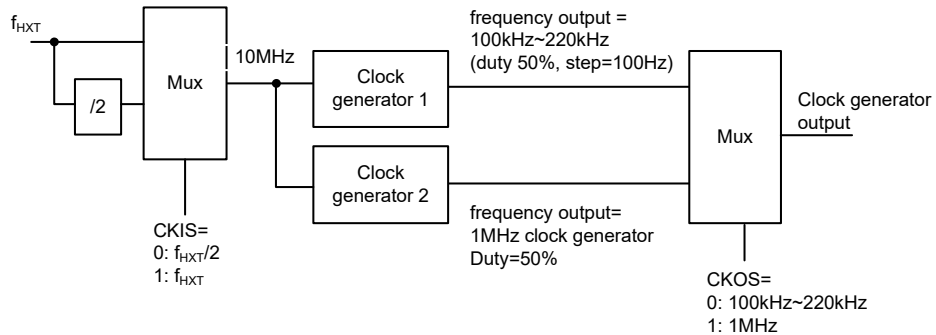 f_HXT
/2
Mux
CKIS=
0: f_HXT/2
1: f_HXT
10MHz
Clock
generator 1
Clock
generator 2
frequency output =
100kHz~220kHz
(duty 50%, step=100Hz)
frequency output=
1MHz clock generator
Duty=50%
Mux
CKOS=
0: 100kHz~220kHz
1: 1MHz
Clock generator
output